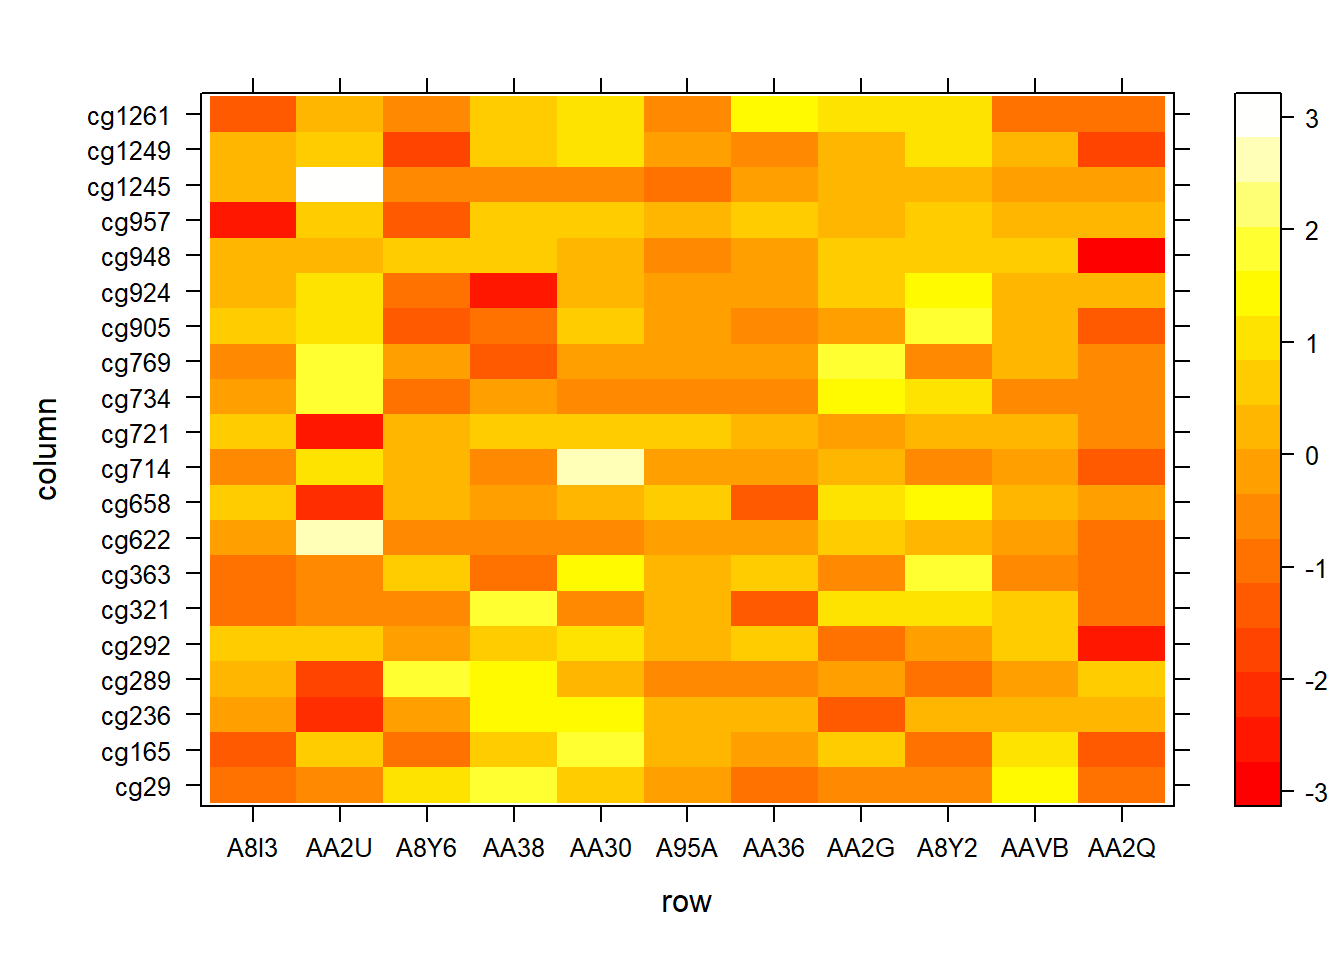 cg1261
cg1249
cg1245
cg957
cg948
cg924
cg905
cg769
cg734
cg721
cg714
cg658
cg622
cg363
cg321
cg292
cg289
cg236
cg165
cg29
column
A8I3 AA2U A8Y6 AA38 AA30 A95A AA36 AA2G A8Y2 AAVB AA2Q
row
3
2
1
0
-1
-2
-3